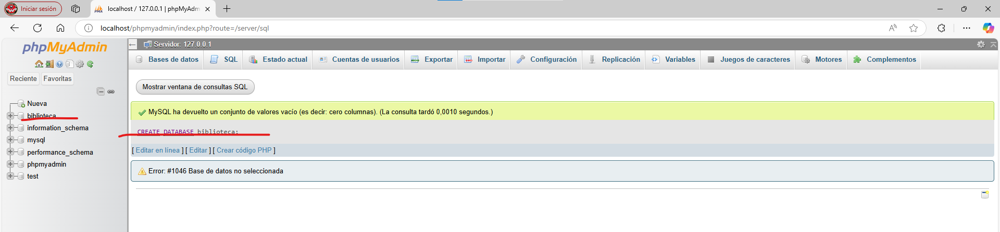 Iniciar sesión
localhost / 127.0.0.1 | phpMyAdm
localhost/phpmyadmin/index.php?route=/server/sql
phpMyAdmin
Reciente Favoritas
Nueva
biblioteca
information_schema
mysql
performance_schema
phpmyadmin
test
Servidor: 127.0.0.1
Bases de datos SQL Estado actual Cuentas de usuarios Exportar Importar Configuración Replicación Variables Juegos de caracteres Motores Complementos
Mostrar ventana de consultas SQL
MySQL ha devuelto un conjunto de valores vacío (es decir: cero columnas). (La consulta tardó 0,0010 segundos.)
CREATE DATABASE biblioteca;
[ Editar en línea ] [ Editar ] [ Crear código PHP ]
Error: #1046 Base de datos no seleccionada